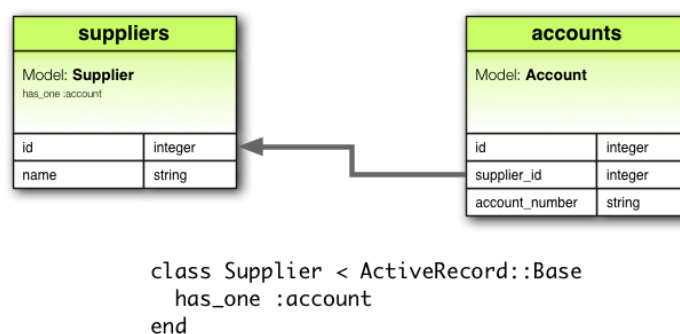 suppliers
Model: Supplier
has_one :account
id integer
name string
accounts
Model: Account
id integer
supplier_id integer
account_number string
class Supplier < ActiveRecord::Base
  has_one :account
end